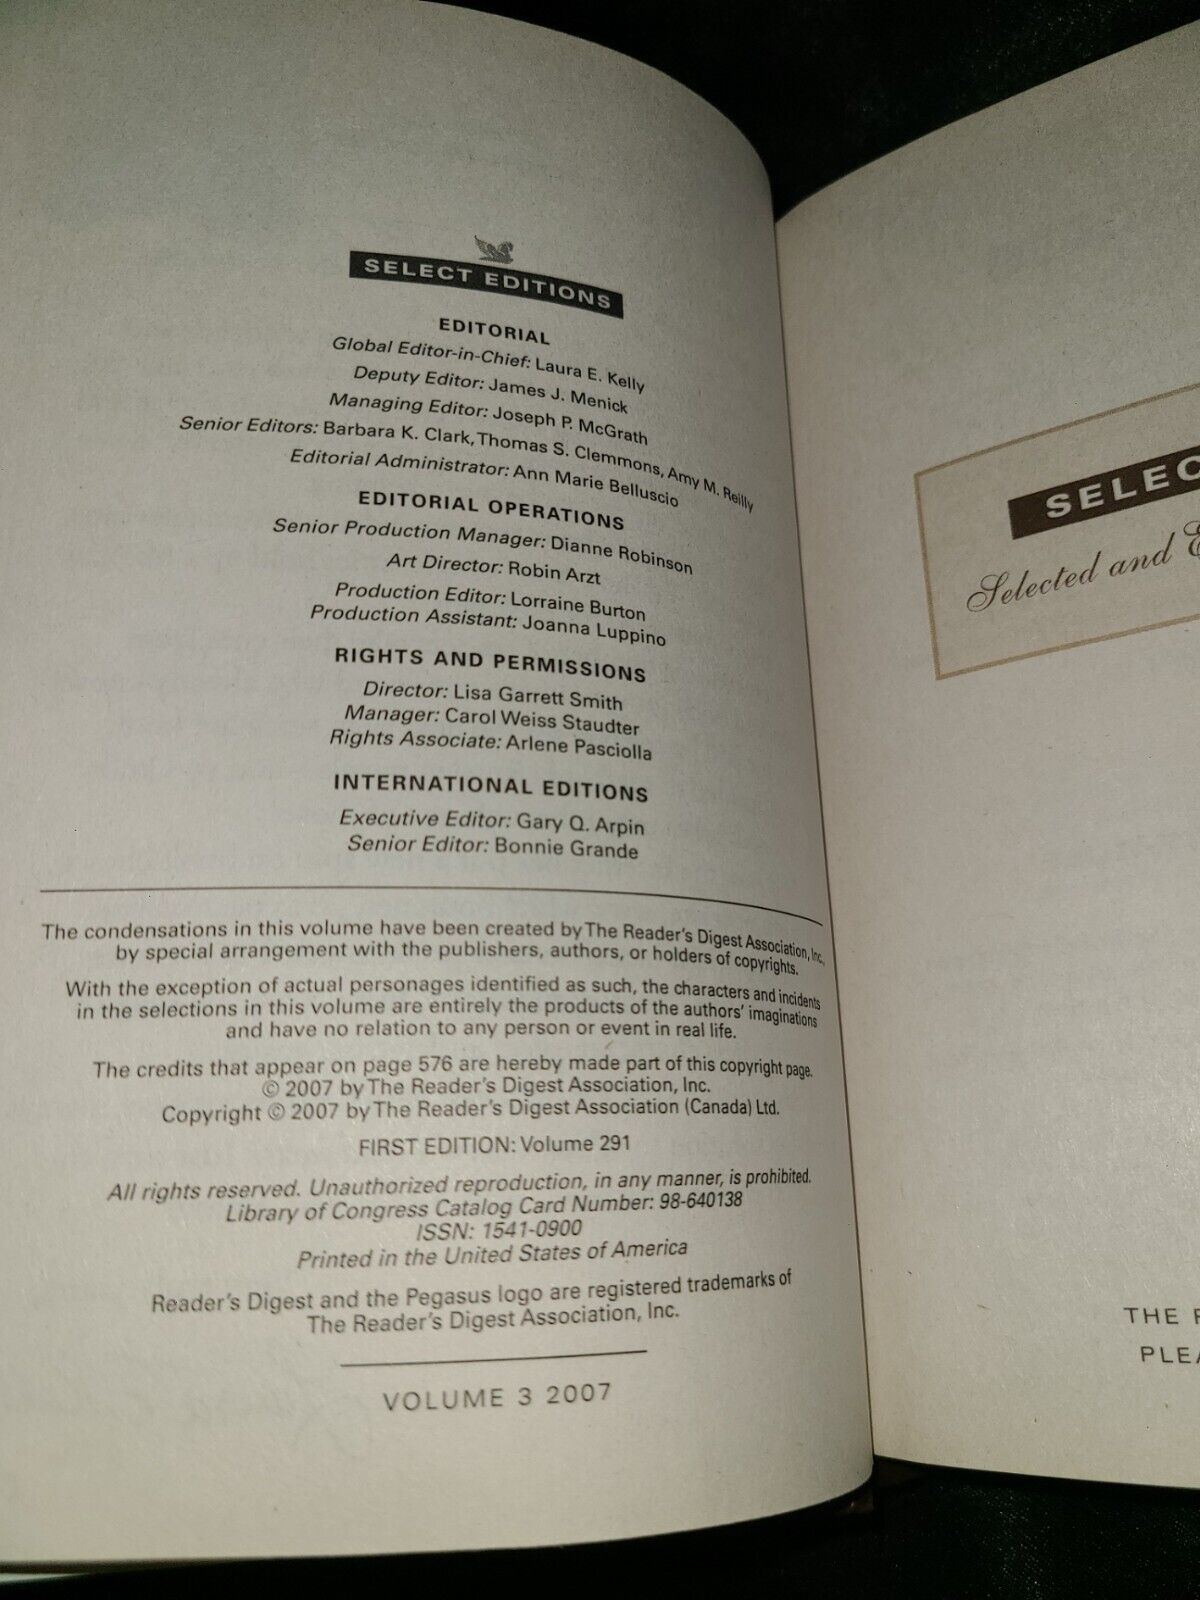 SELECT EDITIONS
EDITORIAL
Global Editor-in-Chief: Laura E. Kelly
Deputy Editor: James J. Menick
Managing Editor: Joseph P. McGrath
Senior Editors: Barbara K. Clark, Thomas S. Clemmons, Amy M. Reilly
Editorial Administrator: Ann Marie Belluscio
EDITORIAL OPERATIONS
Senior Production Manager: Dianne Robinson
Art Director: Robin Arzt
Production Editor: Lorraine Burton
Production Assistant: Joanna Luppino
RIGHTS AND PERMISSIONS
Director: Lisa Garrett Smith
Manager: Carol Weiss Staudter
Rights Associate: Arlene Pasciolla
INTERNATIONAL EDITIONS
Executive Editor: Gary Q. Arpin
Senior Editor: Bonnie Grande
The condensations in this volume have been created by The Reader's Digest Association, Inc.,
by special arrangement with the publishers, authors, or holders of copyrights.
With the exception of actual personages identified as such, the characters and incidents
in the selections in this volume are entirely the products of the authors' imaginations
and have no relation to any person or event in real life.
The credits that appear on page 576 are hereby made part of this copyright page.
© 2007 by The Reader's Digest Association, Inc.
Copyright © 2007 by The Reader's Digest Association (Canada) Ltd.
FIRST EDITION: Volume 291
All rights reserved. Unauthorized reproduction, in any manner, is prohibited.
Library of Congress Catalog Card Number: 98-640138
ISSN: 1541-0900
Printed in the United States of America
Reader's Digest and the Pegasus logo are registered trademarks of
The Reader's Digest Association, Inc.
VOLUME 3 2007
SELEC
Selected and E
THE
PLEA